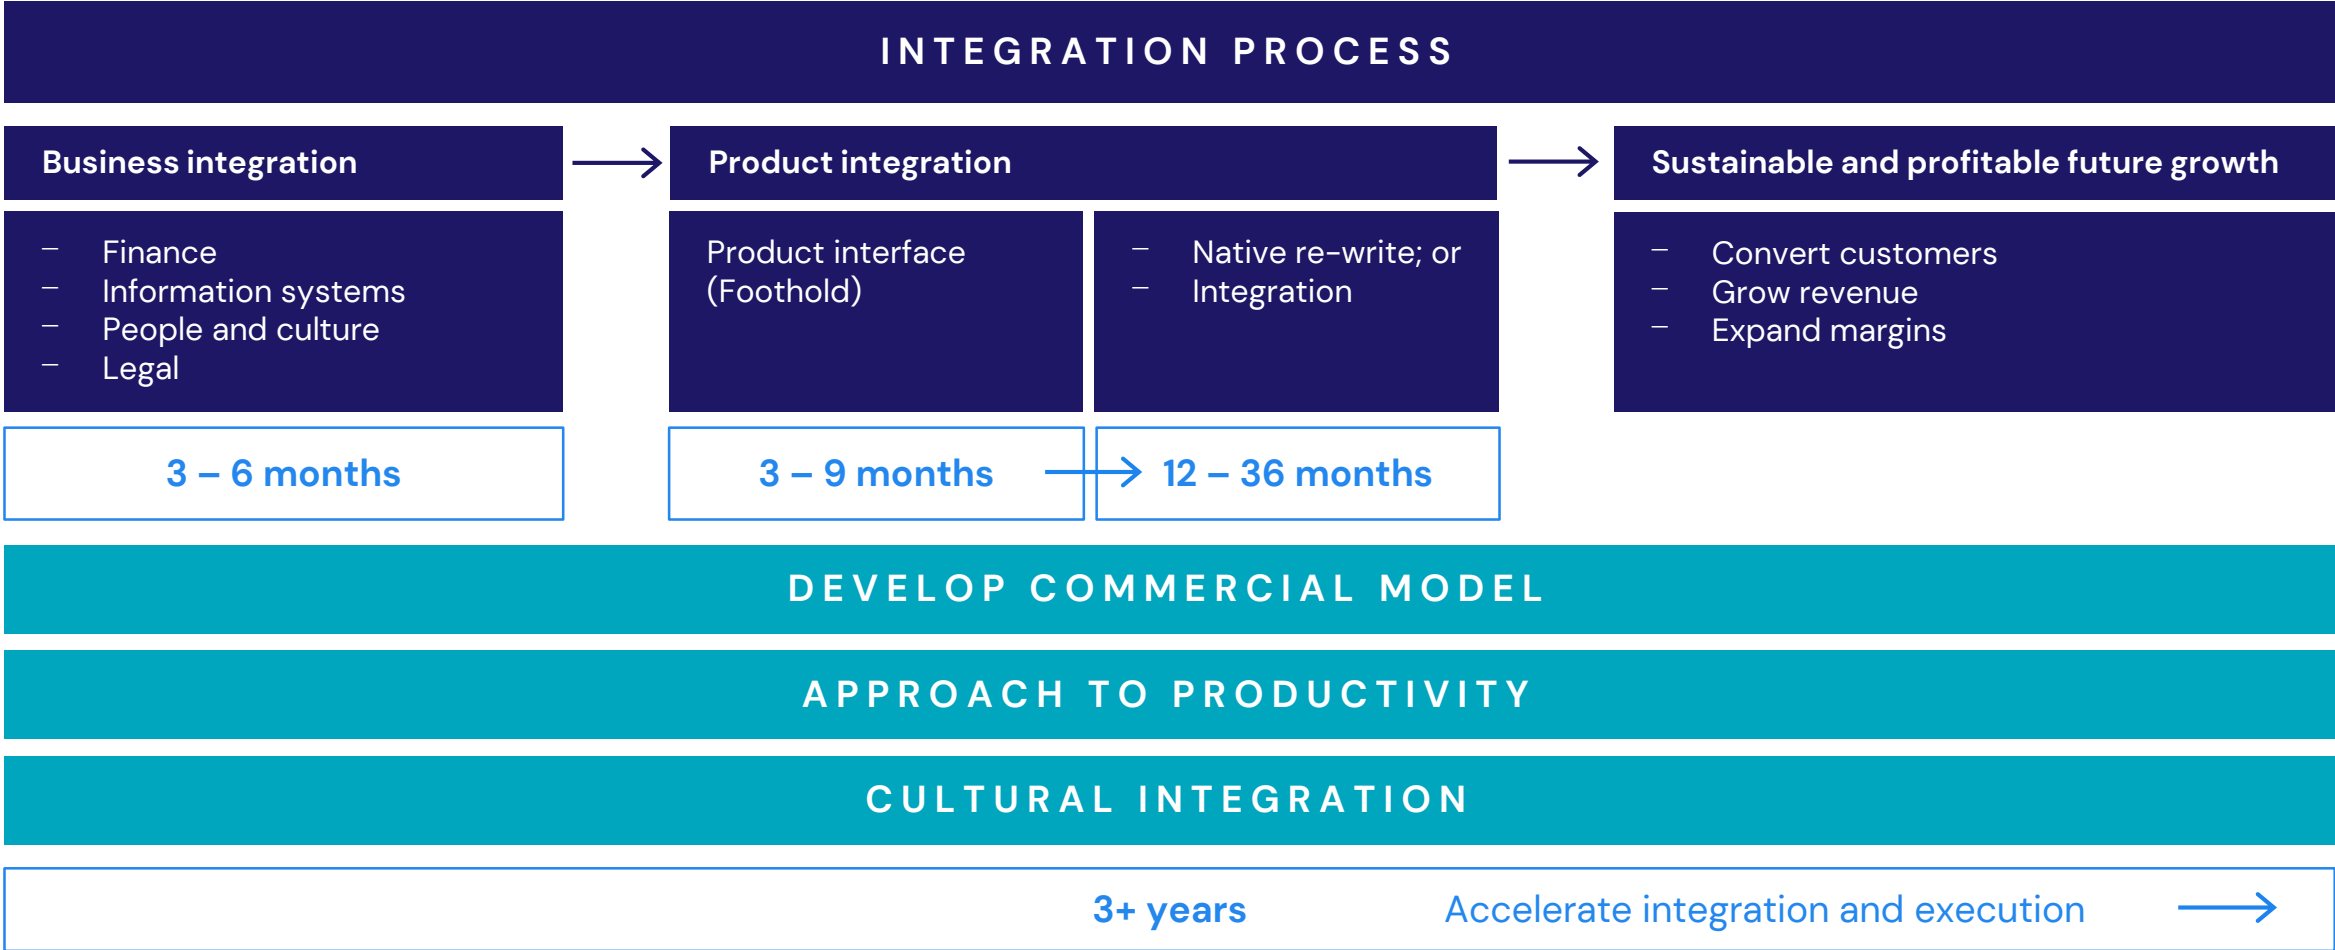 INTEGRATION PROCESS
Business integration
Product integration
Sustainable and profitable future growth
– Finance
– Information systems
– People and culture
– Legal
Product interface
(Foothold)
– Native re-write; or
– Integration
– Convert customers
– Grow revenue
– Expand margins
3 – 6 months
3 – 9 months
12 – 36 months
DEVELOP COMMERCIAL MODEL
APPROACH TO PRODUCTIVITY
CULTURAL INTEGRATION
3+ years
Accelerate integration and execution